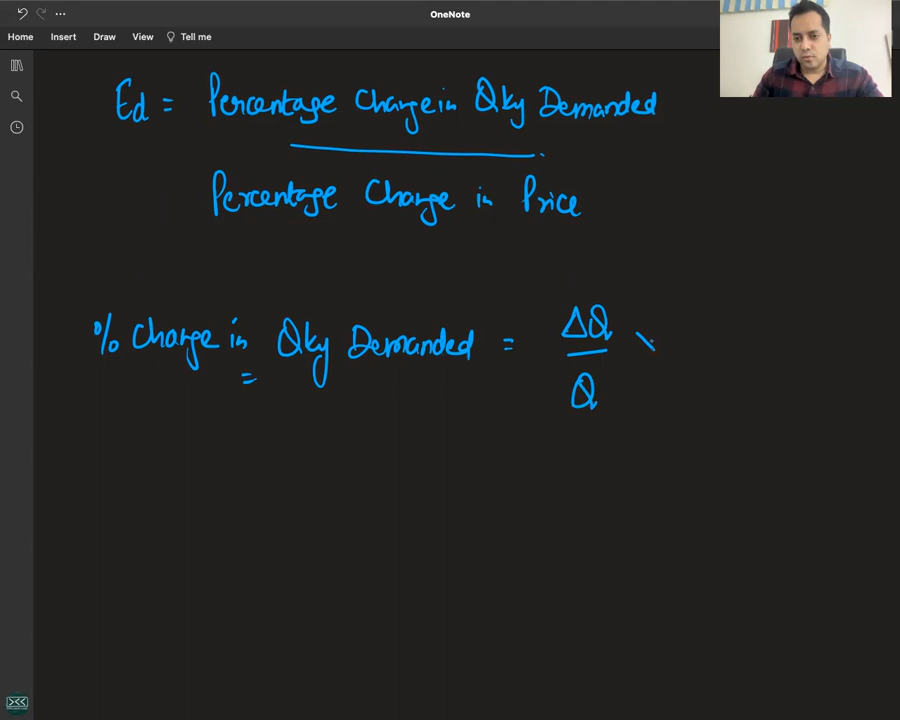 OneNote
Home Insert Draw View Tell me
Ed = Percentage Change in Qty Demanded
Percentage Change in Price
% Change in Qty Demanded = ΔQ
=
Q